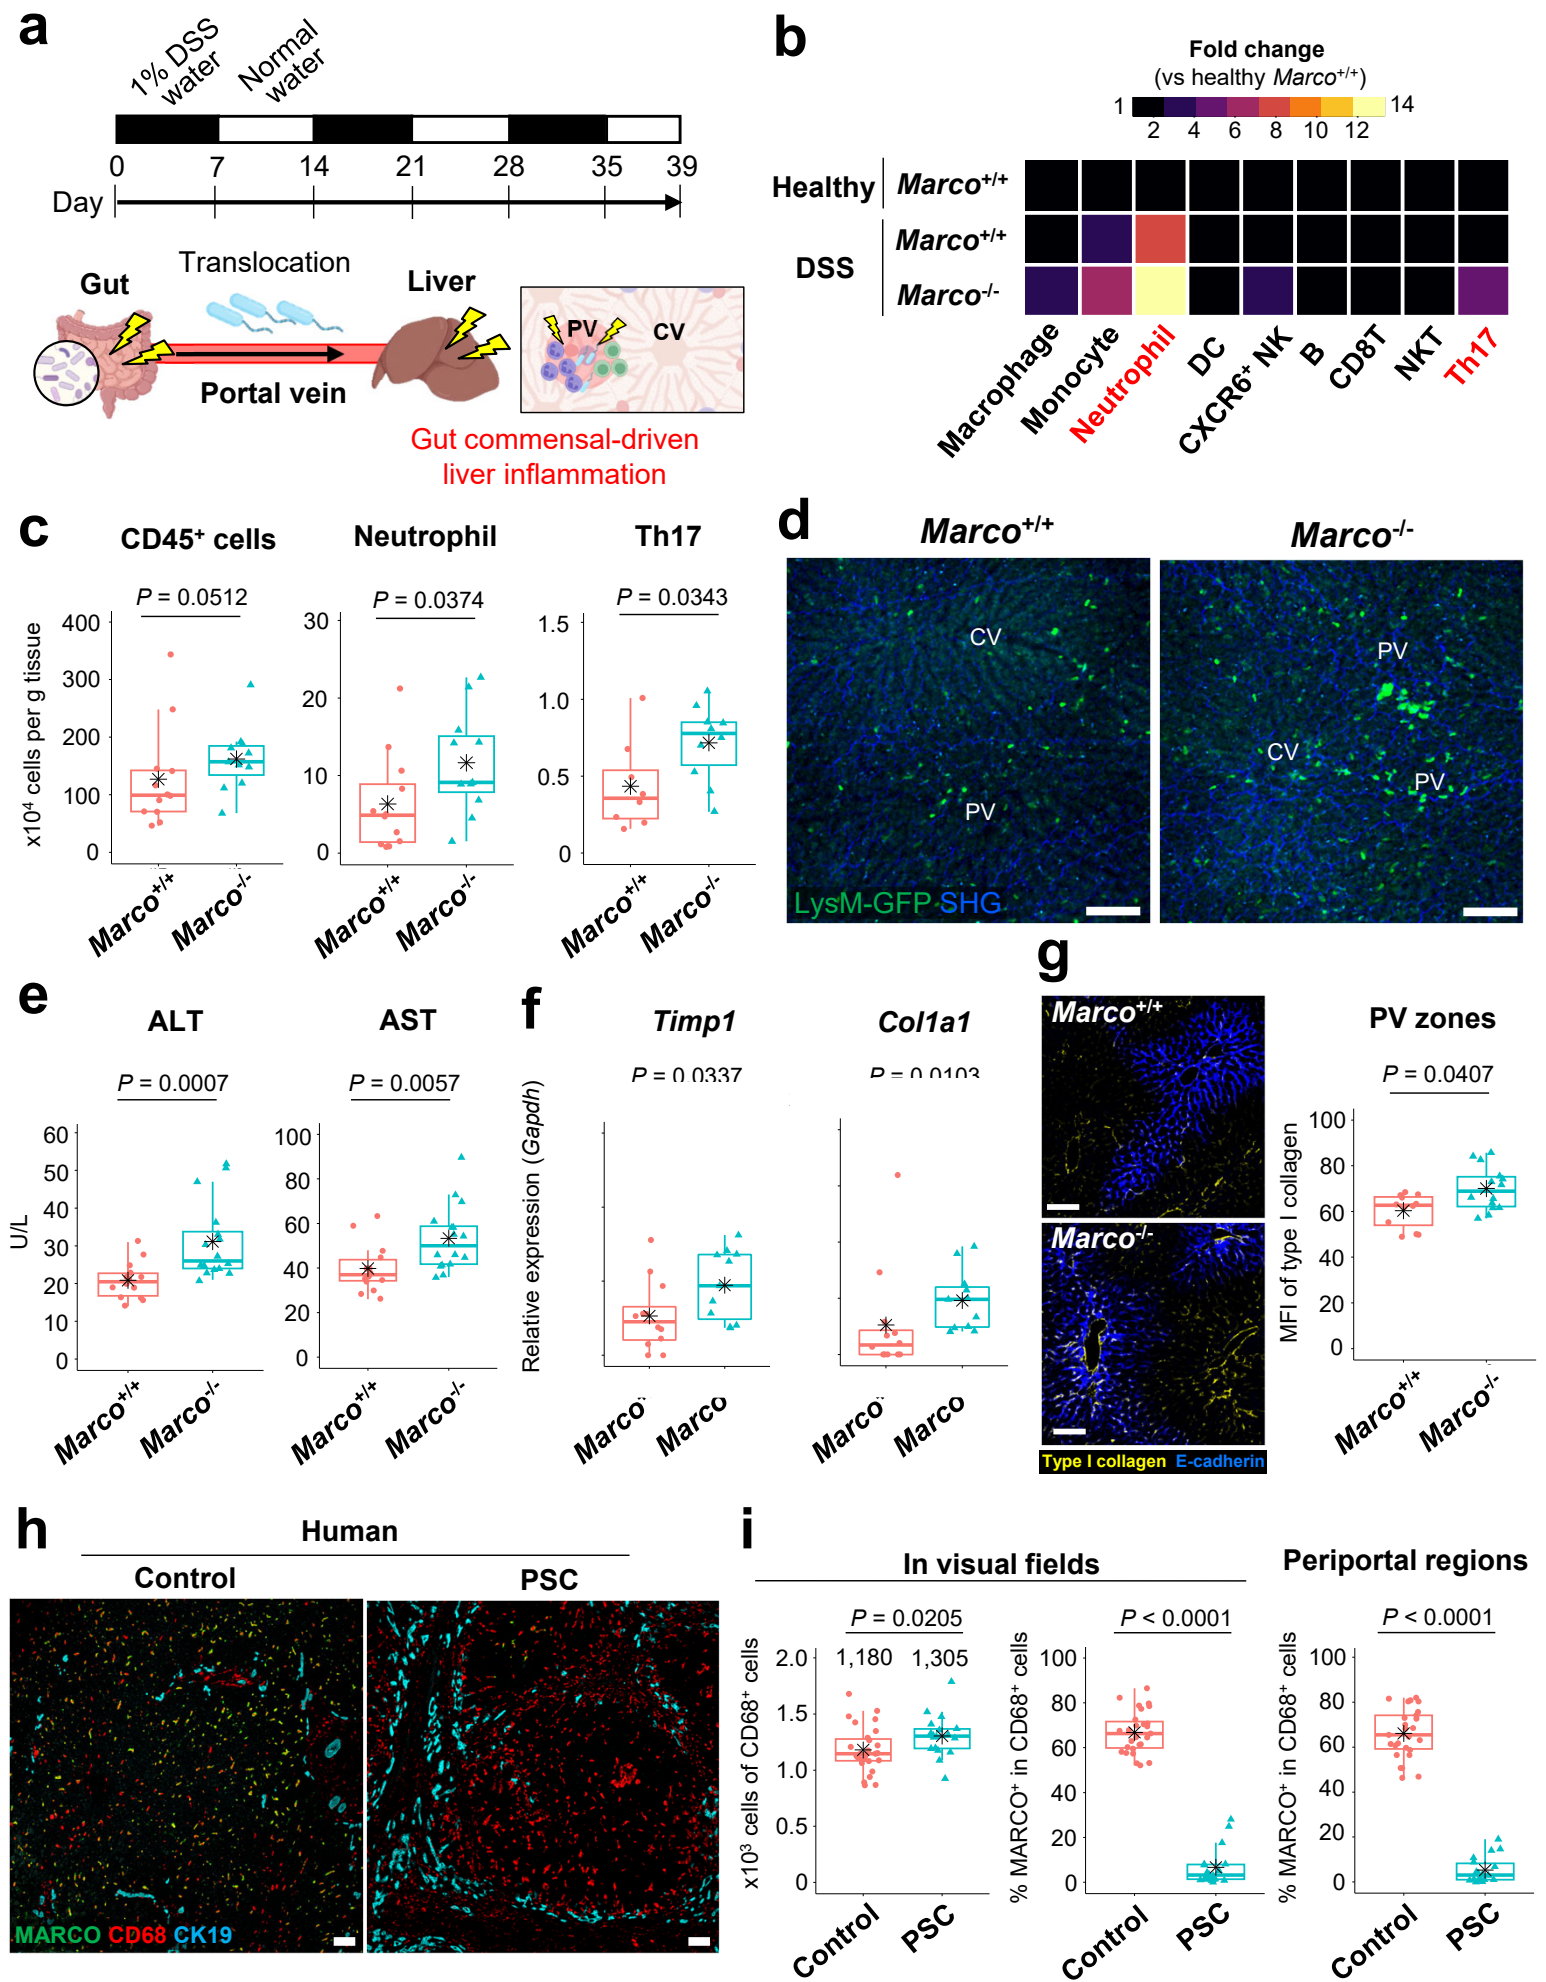 a
1% DSS
water
Normal
water
0 7 14 21 28 35 39
Day
Translocation
Gut
Liver
Portal vein
PV
CV
Gut commensal-driven
liver inflammation
b
Fold change
(vs healthy Marco+/+)
1 14
2 4 6 8 10 12
Healthy Marco+/+
DSS
Marco+/+
Marco-/-
Macrophage
Monocyte
Neutrophil
DC
CXCR6+ NK
B
CD8T
NKT
Th17
c
CD45+ cells
P = 0.0512
x10⁴ cells per g tissue
400
300
200
100
0
Marco+/+
Marco-/-
Neutrophil
P = 0.0374
30
20
10
0
Marco+/+
Marco-/-
Th17
P = 0.0343
1.5
1.0
0.5
0
Marco+/+
Marco-/-
d
Marco+/+
CV
PV
LysM-GFP SHG
Marco-/-
PV
CV
PV
e
ALT
P = 0.0007
U/L
60
50
40
30
20
10
0
Marco+/+
Marco-/-
AST
P = 0.0057
100
80
60
40
20
0
Marco+/+
Marco-/-
f
Timp1
P = 0.0337
Relative expression (Gapdh)
Marco
Marco
Col1a1
P = 0.0103
Marco
Marco
g
Marco+/+
Marco-/-
Type I collagen E-cadherin
PV zones
P = 0.0407
MFI of type I collagen
100
80
60
40
20
0
Marco+/+
Marco-/-
h
Human
Control
PSC
MARCO CD68 CK19
i
In visual fields
P = 0.0205
1,180 1,305
x10³ cells of CD68+ cells
2.0
1.5
1.0
0.5
0
Control
PSC
P < 0.0001
% MARCO+ in CD68+ cells
100
80
60
40
20
0
Control
PSC
Periportal regions
P < 0.0001
% MARCO+ in CD68+ cells
100
80
60
40
20
0
Control
PSC